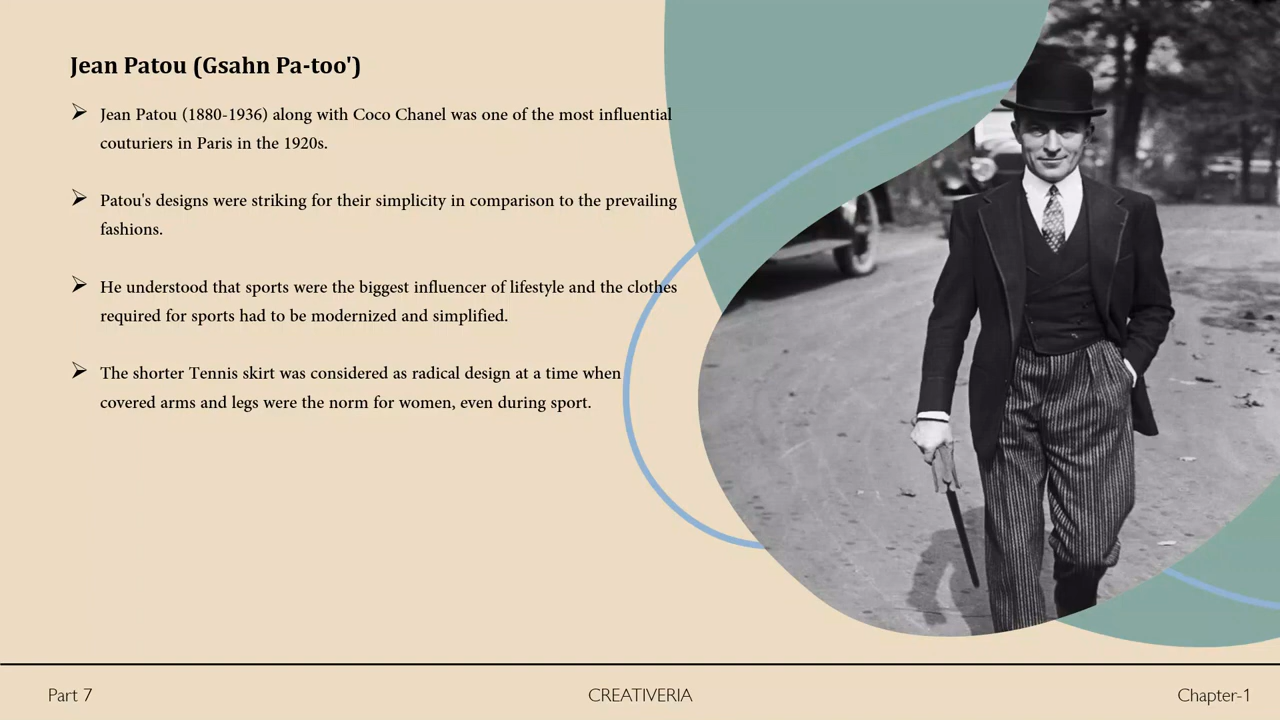 Jean Patou (Gsahn Pa-too')
➢ Jean Patou (1880-1936) along with Coco Chanel was one of the most influential
couturiers in Paris in the 1920s.
➢ Patou's designs were striking for their simplicity in comparison to the prevailing
fashions.
➢ He understood that sports were the biggest influencer of lifestyle and the clothes
required for sports had to be modernized and simplified.
➢ The shorter Tennis skirt was considered as radical design at a time when
covered arms and legs were the norm for women, even during sport.
Part 7
CREATIVERIA
Chapter-1